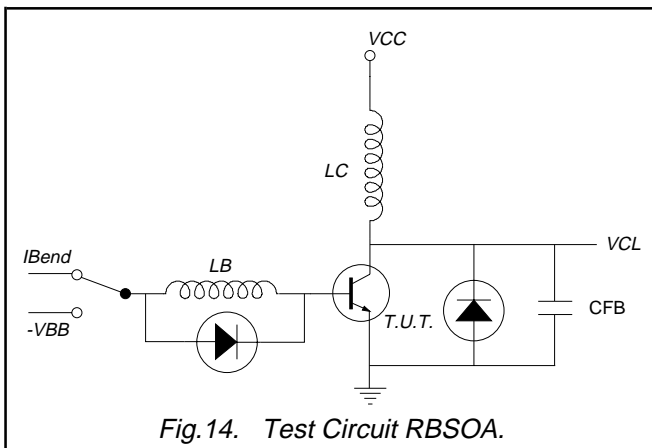 VCC
LC
VCL
IBend
LB
-VBB
T.U.T.
CFB
Fig.14. Test Circuit RBSOA.